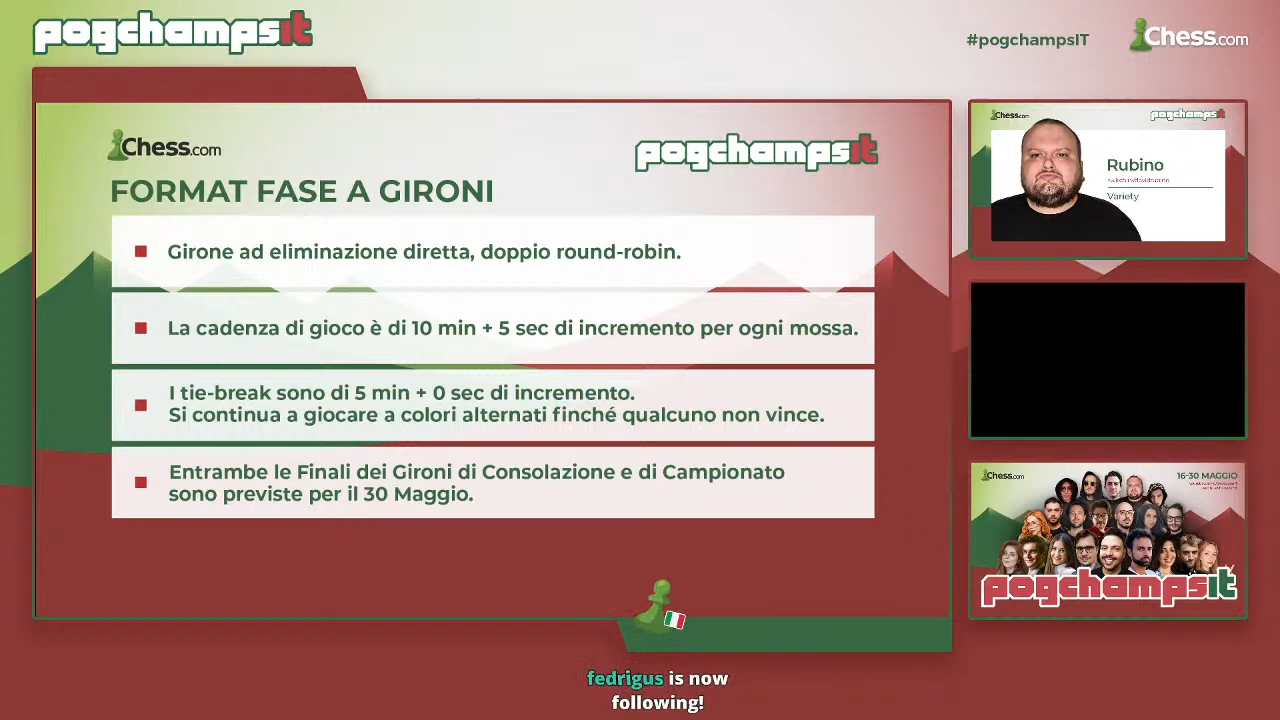 pogchampsit
#pogchampsIT
Chess.com
Chess.com
pogchampsit
FORMAT FASE A GIRONI
Girone ad eliminazione diretta, doppio round-robin.
La cadenza di gioco è di 10 min + 5 sec di incremento per ogni mossa.
I tie-break sono di 5 min + 0 sec di incremento.
Si continua a giocare a colori alternati finché qualcuno non vince.
Entrambe le Finali dei Gironi di Consolazione e di Campionato
sono previste per il 30 Maggio.
Chess.com
pogchampsit
Rubino
Variety
Chess.com
16-30 MAGGIO
pogchampsit
fedrigus is now
following!